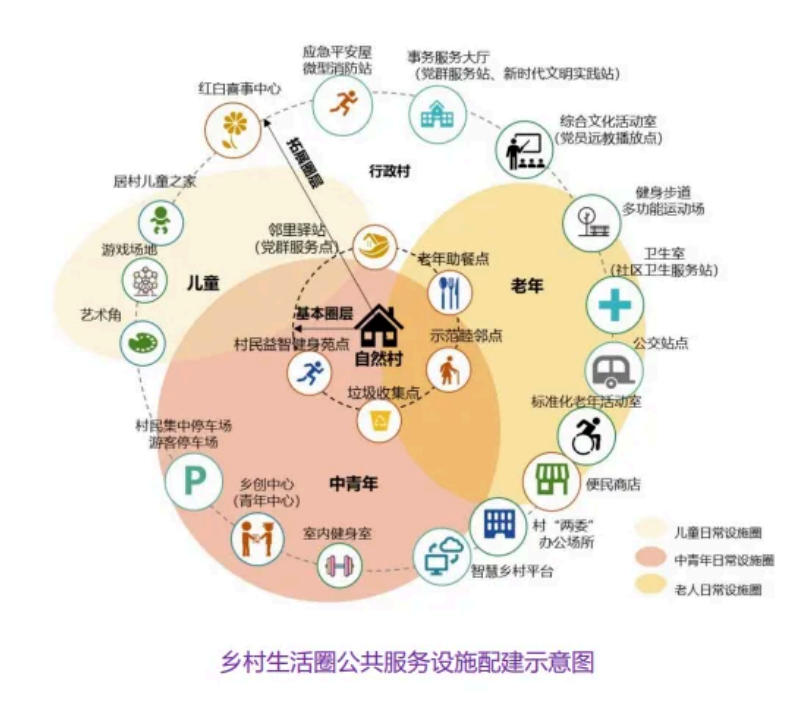 应急平安屋
微型消防站
事务服务大厅
(党群服务站、新时代文明实践站)
红白喜事中心
综合文化活动室
(党员远教播放点)
拓展圈层
行政村
居村儿童之家
健身步道
多功能运动场
邻里驿站
(党群服务点)
游戏场地
老年助餐点
卫生室
(社区卫生服务站)
儿童
老年
艺术角
基本圈层
示范睦邻点
公交站点
村民益智健身苑点
自然村
垃圾收集点
标准化老年活动室
村民集中停车场
游客停车场
P
乡创中心
(青年中心)
中青年
便民商店
室内健身室
村“两委”
办公场所
智慧乡村平台
儿童日常设施圈
中青年日常设施圈
老人日常设施圈
乡村生活圈公共服务设施配建示意图